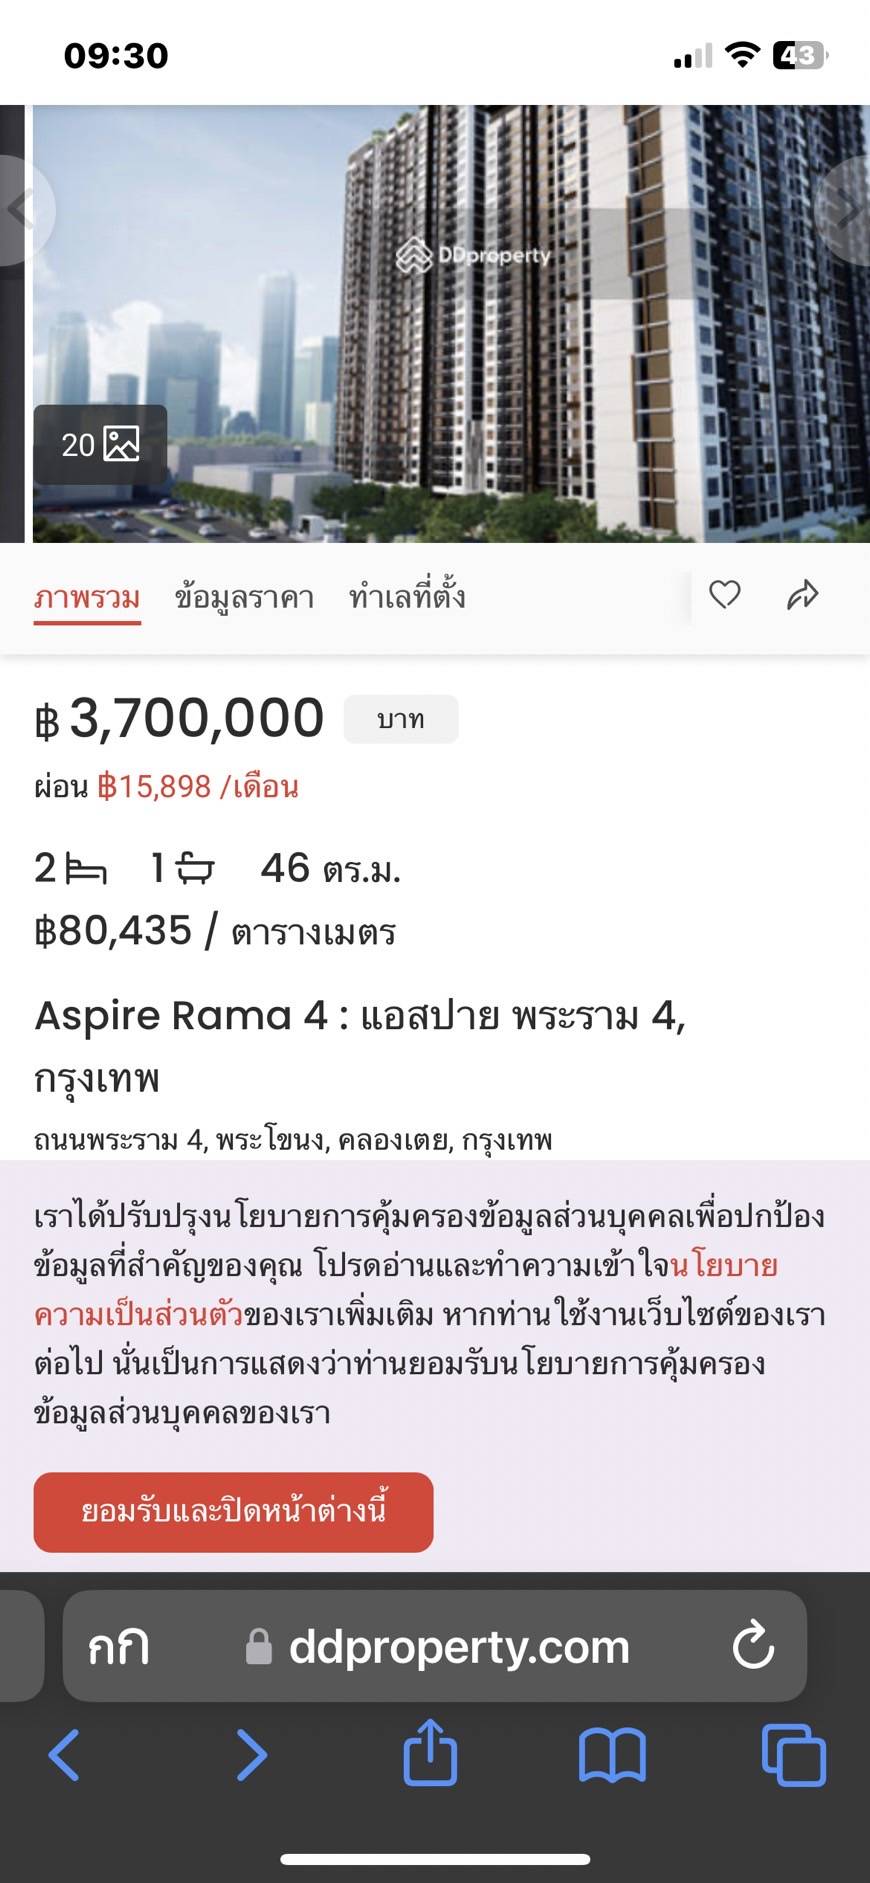 09:30
43
DDproperty
20
ภาพรวม ข้อมูลราคา ทำเลที่ตั้ง
฿ 3,700,000 บาท
ผ่อน ฿15,898 /เดือน
2 1 46 ตร.ม.
฿80,435 / ตารางเมตร
Aspire Rama 4 : แอสปาย พระราม 4,
กรุงเทพ
ถนนพระราม 4, พระโขนง, คลองเตย, กรุงเทพ
เราได้ปรับปรุงนโยบายการคุ้มครองข้อมูลส่วนบุคคลเพื่อปกป้อง
ข้อมูลที่สำคัญของคุณ โปรดอ่านและทำความเข้าใจนโยบาย
ความเป็นส่วนตัวของเราเพิ่มเติม หากท่านใช้งานเว็บไซต์ของเรา
ต่อไป นั่นเป็นการแสดงว่าท่านยอมรับนโยบายการคุ้มครอง
ข้อมูลส่วนบุคคลของเรา
ยอมรับและปิดหน้าต่างนี้
กก ddproperty.com